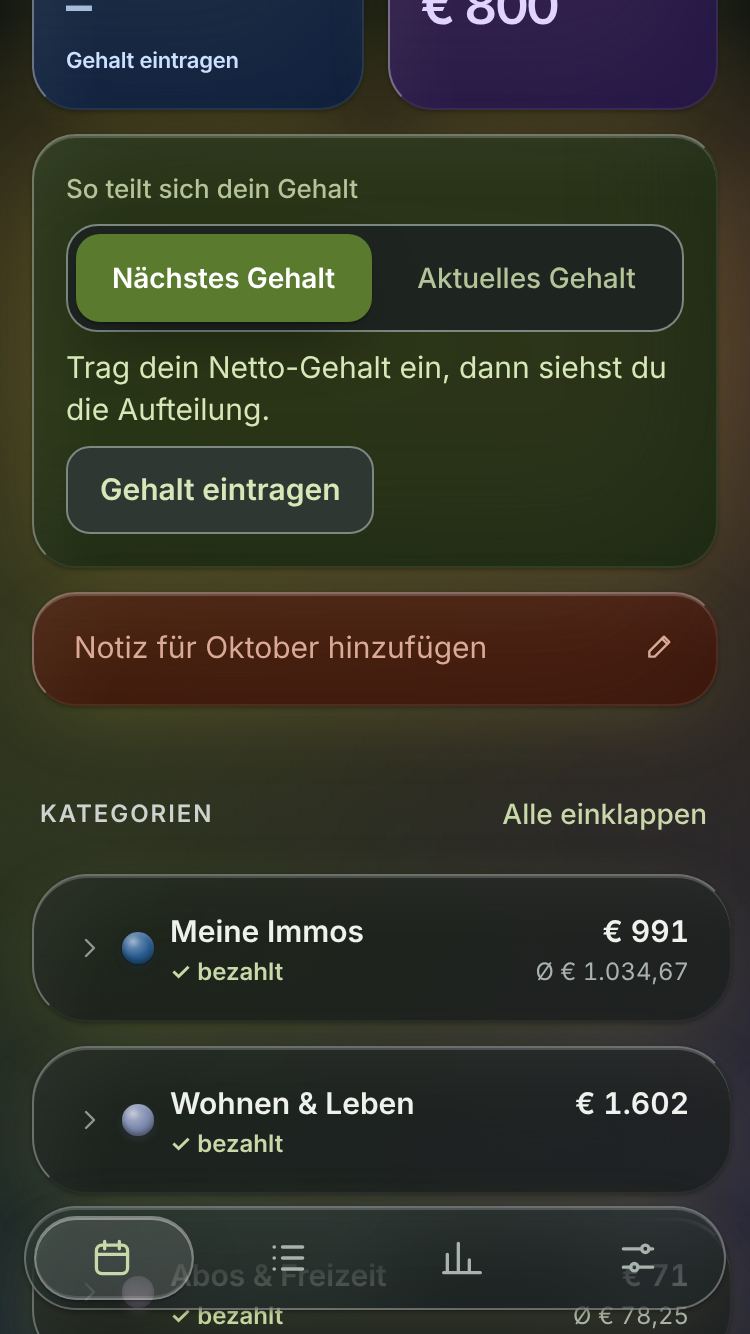 –
€ 800
Gehalt eintragen
So teilt sich dein Gehalt
Nächstes Gehalt
Aktuelles Gehalt
Trag dein Netto-Gehalt ein, dann siehst du
die Aufteilung.
Gehalt eintragen
Notiz für Oktober hinzufügen
KATEGORIEN
Alle einklappen
Meine Immos
€ 991
✓ bezahlt
Ø € 1.034,67
Wohnen & Leben
€ 1.602
✓ bezahlt
Abos & Freizeit
€ 71
✓ bezahlt
Ø € 78,25